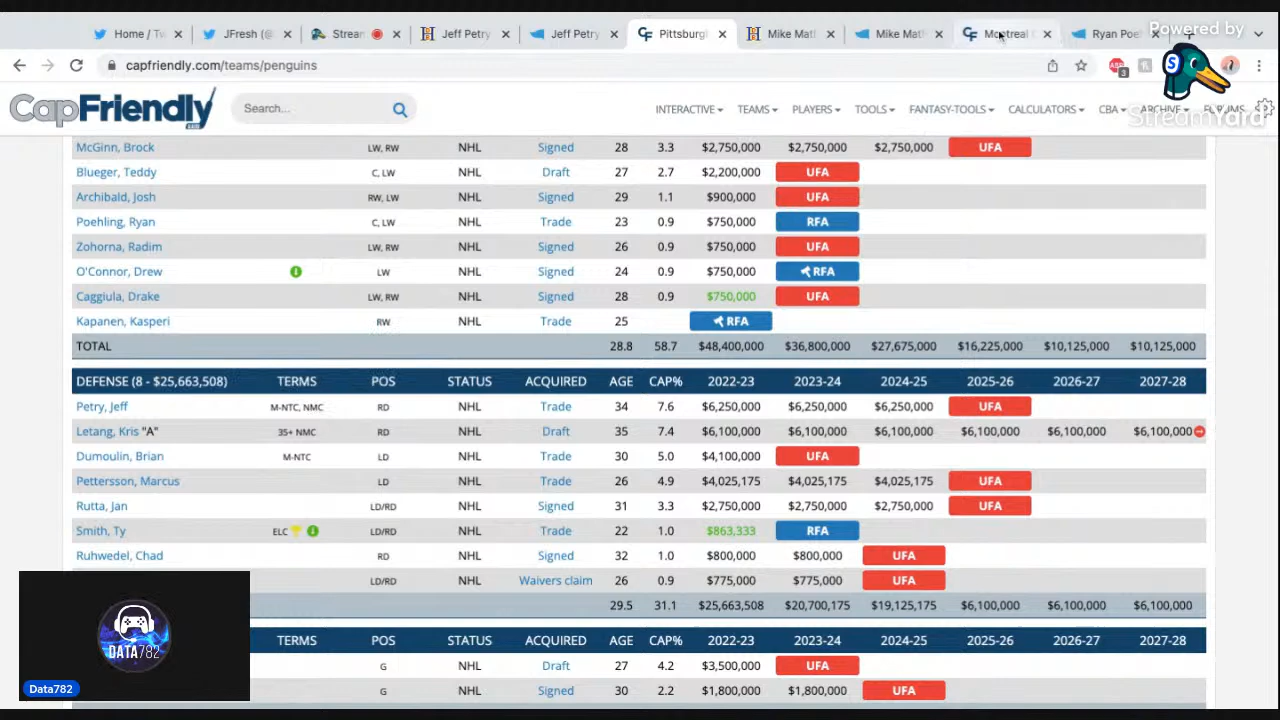 Home / Tw
JFresh (@
Stream
Jeff Petry
Jeff Petry
Pittsburgl
Mike Mat
Mike Mat
Montreal
Ryan Poe
Powered by
capfriendly.com/teams/penguins
3
CapFriendly
Search...
INTERACTIVE TEAMS PLAYERS TOOLS FANTASY-TOOLS CALCULATORS CBA ARCHIVE FORUMS
StreamYard
McGinn, Brock LW, RW NHL Signed 28 3.3 $2,750,000 $2,750,000 $2,750,000 UFA
Blueger, Teddy C, LW NHL Draft 27 2.7 $2,200,000 UFA
Archibald, Josh RW, LW NHL Signed 29 1.1 $900,000 UFA
Poehling, Ryan C, LW NHL Trade 23 0.9 $750,000 RFA
Zohorna, Radim LW, RW NHL Signed 26 0.9 $750,000 UFA
O'Connor, Drew LW NHL Signed 24 0.9 $750,000 RFA
Caggiula, Drake LW, RW NHL Signed 28 0.9 $750,000 UFA
Kapanen, Kasperi RW NHL Trade 25 RFA
TOTAL 28.8 58.7 $48,400,000 $36,800,000 $27,675,000 $16,225,000 $10,125,000 $10,125,000
DEFENSE (8 - $25,663,508) TERMS POS STATUS ACQUIRED AGE CAP% 2022-23 2023-24 2024-25 2025-26 2026-27 2027-28
Petry, Jeff M-NTC, NMC RD NHL Trade 34 7.6 $6,250,000 $6,250,000 $6,250,000 UFA
Letang, Kris "A" 35+ NMC RD NHL Draft 35 7.4 $6,100,000 $6,100,000 $6,100,000 $6,100,000 $6,100,000 $6,100,000
Dumoulin, Brian M-NTC LD NHL Trade 30 5.0 $4,100,000 UFA
Pettersson, Marcus LD NHL Trade 26 4.9 $4,025,175 $4,025,175 $4,025,175 UFA
Rutta, Jan LD/RD NHL Signed 31 3.3 $2,750,000 $2,750,000 $2,750,000 UFA
Smith, Ty ELC LD/RD NHL Trade 22 1.0 $863,333 RFA
Ruhwedel, Chad RD NHL Signed 32 1.0 $800,000 $800,000 UFA
LD/RD NHL Waivers claim 26 0.9 $775,000 $775,000 UFA
29.5 31.1 $25,663,508 $20,700,175 $19,125,175 $6,100,000 $6,100,000 $6,100,000
TERMS POS STATUS ACQUIRED AGE CAP% 2022-23 2023-24 2024-25 2025-26 2026-27 2027-28
G NHL Draft 27 4.2 $3,500,000 UFA
G NHL Signed 30 2.2 $1,800,000 $1,800,000 UFA
DATA782
Data782